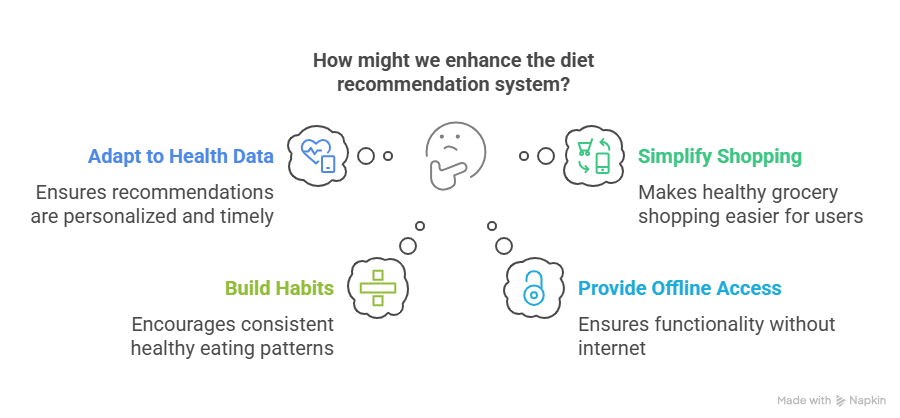 How might we enhance the diet
recommendation system?
Adapt to Health Data
Ensures recommendations
are personalized and timely
Simplify Shopping
Makes healthy grocery
shopping easier for users
Build Habits
Encourages consistent
healthy eating patterns
Provide Offline Access
Ensures functionality without
internet
Made with Napkin